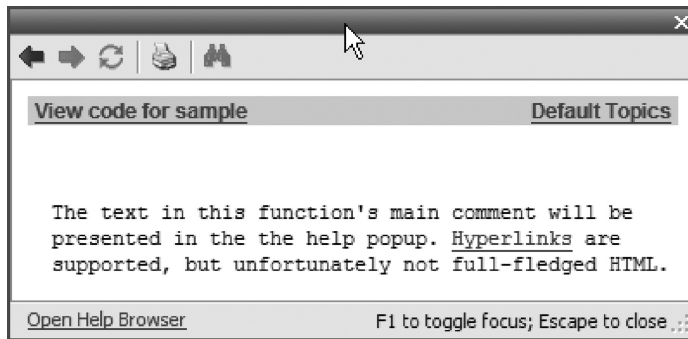 View code for sample Default Topics
The text in this function's main comment will be
presented in the the help popup. Hyperlinks are
supported, but unfortunately not full-fledged HTML.
Open Help Browser F1 to toggle focus; Escape to close